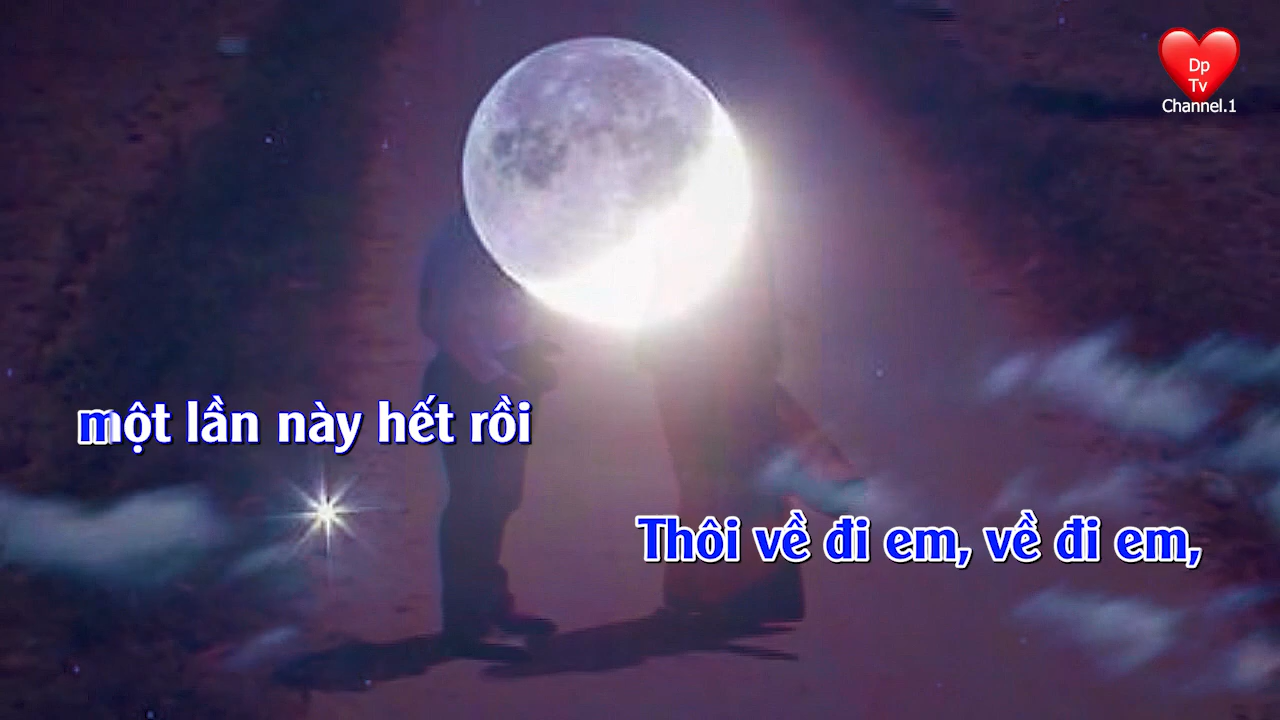 Dp
Tv
Channel.1
một lần này hết rồi
Thôi về đi em, về đi em,